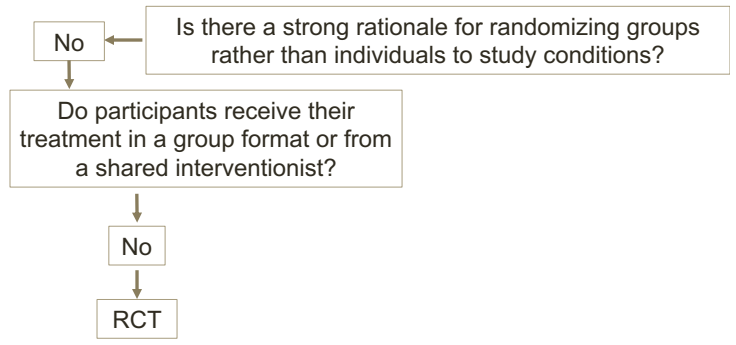 Is there a strong rationale for randomizing groups
rather than individuals to study conditions?
No
Do participants receive their
treatment in a group format or from
a shared interventionist?
No
RCT